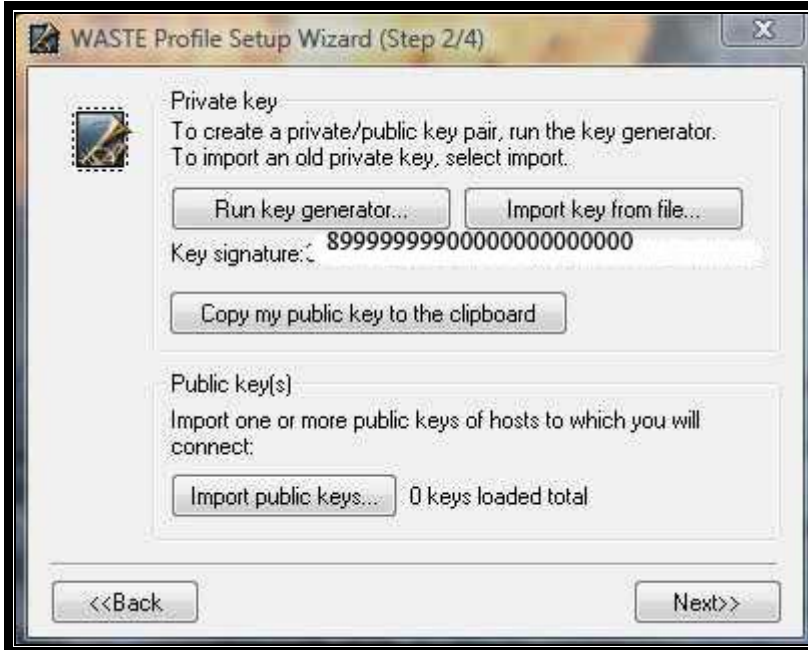 WASTE Profile Setup Wizard (Step 2/4)
Private key
To create a private/public key pair, run the key generator.
To import an old private key, select import.
Run key generator... Import key from file...
Key signature: 89999999900000000000000
Copy my public key to the clipboard
Public key(s)
Import one or more public keys of hosts to which you will
connect:
Import public keys... 0 keys loaded total
<<Back Next>>